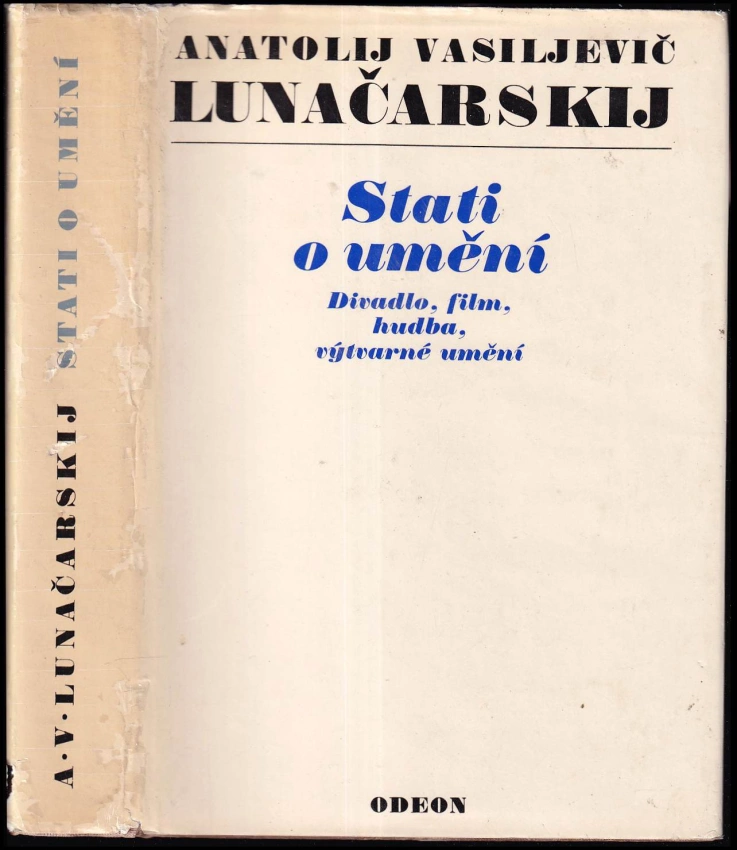 A·V·LUNAČARSKIJ STATI O UMĚNÍ
ANATOLIJ VASILJEVIČ
LUNAČARSKIJ
Stati
o umění
Divadlo, film,
hudba,
výtvarné umění
ODEON